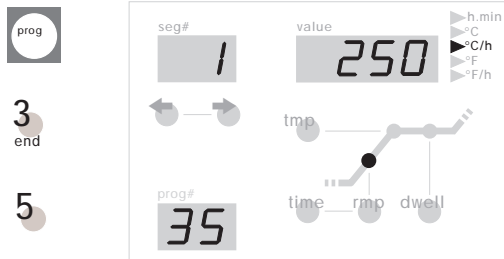 prog
3
end
5
seg#
1
value
250
h.min
°C
°C/h
°F
°F/h
tmp
time rmp dwell
prog#
35